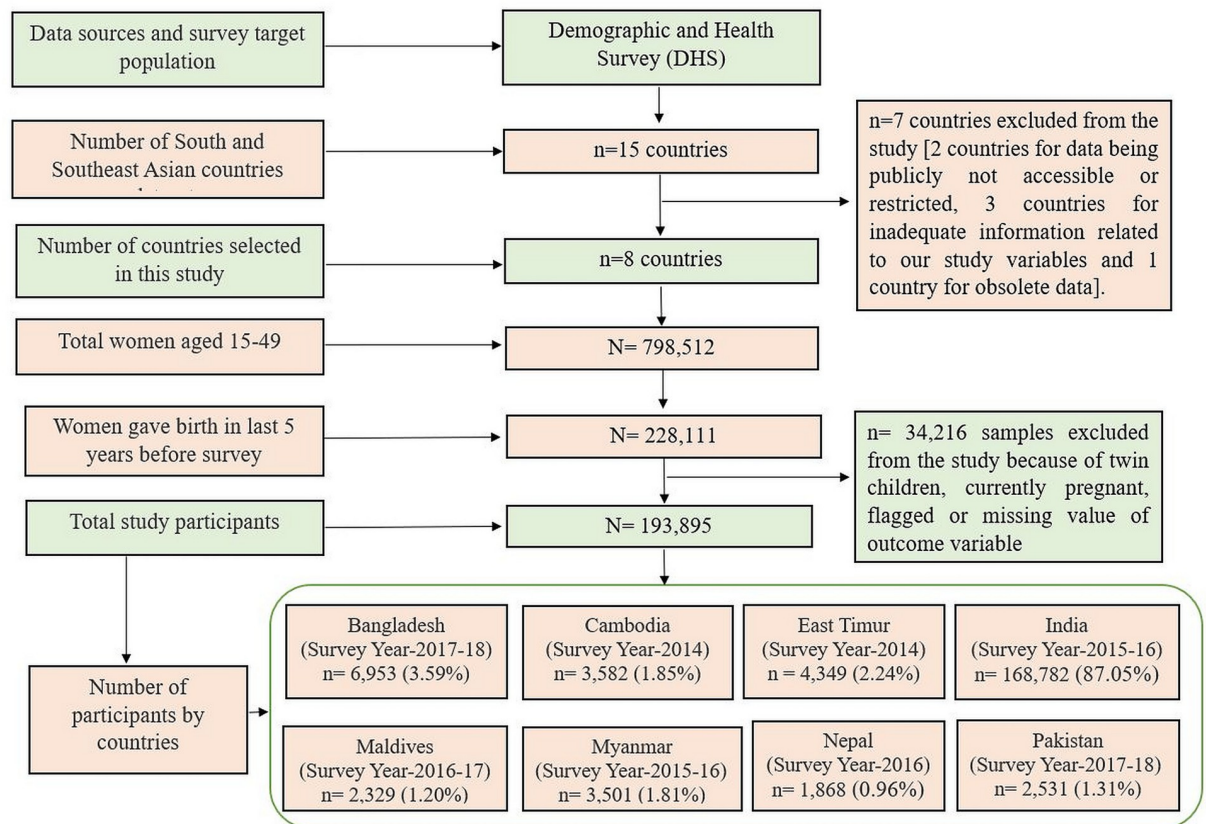 Data sources and survey target
population
Demographic and Health
Survey (DHS)
Number of South and
Southeast Asian countries
n=15 countries
n=7 countries excluded from the
study [2 countries for data being
publicly not accessible or
restricted, 3 countries for
inadequate information related
to our study variables and 1
country for obsolete data].
Number of countries selected
in this study
n=8 countries
Total women aged 15-49
N= 798,512
Women gave birth in last 5
years before survey
N= 228,111
n= 34,216 samples excluded
from the study because of twin
children, currently pregnant,
flagged or missing value of
outcome variable
Total study participants
N= 193,895
Number of
participants by
countries
Bangladesh
(Survey Year-2017-18)
n= 6,953 (3.59%)
Cambodia
(Survey Year-2014)
n= 3,582 (1.85%)
East Timur
(Survey Year-2014)
n = 4,349 (2.24%)
India
(Survey Year-2015-16)
n= 168,782 (87.05%)
Maldives
(Survey Year-2016-17)
n= 2,329 (1.20%)
Myanmar
(Survey Year-2015-16)
n= 3,501 (1.81%)
Nepal
(Survey Year-2016)
n= 1,868 (0.96%)
Pakistan
(Survey Year-2017-18)
n= 2,531 (1.31%)